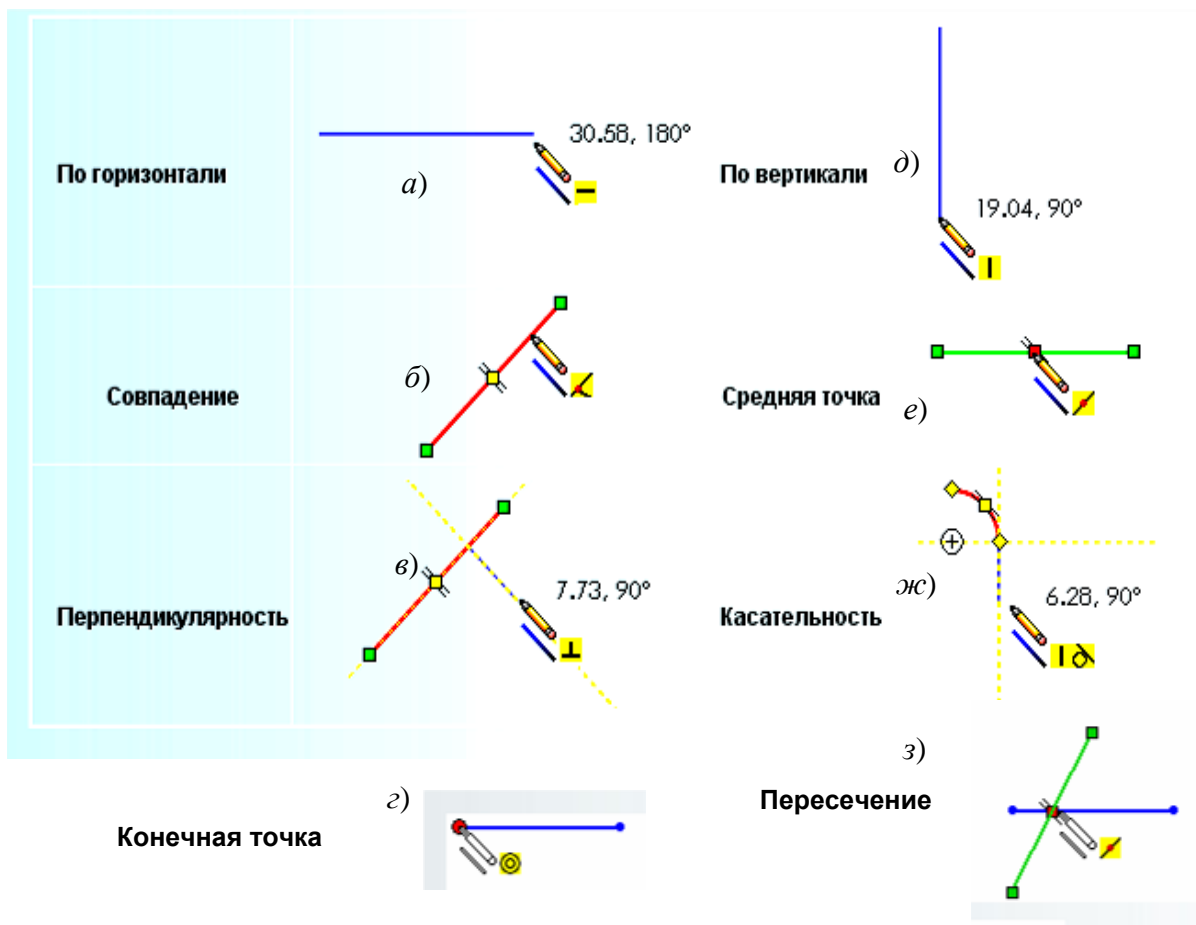 По горизонтали
а)
30.58, 180°
По вертикали
д)
19.04, 90°
Совпадение
б)
Средняя точка
е)
Перпендикулярность
в)
7.73, 90°
Касательность
ж)
6.28, 90°
Конечная точка
г)
Пересечение
з)